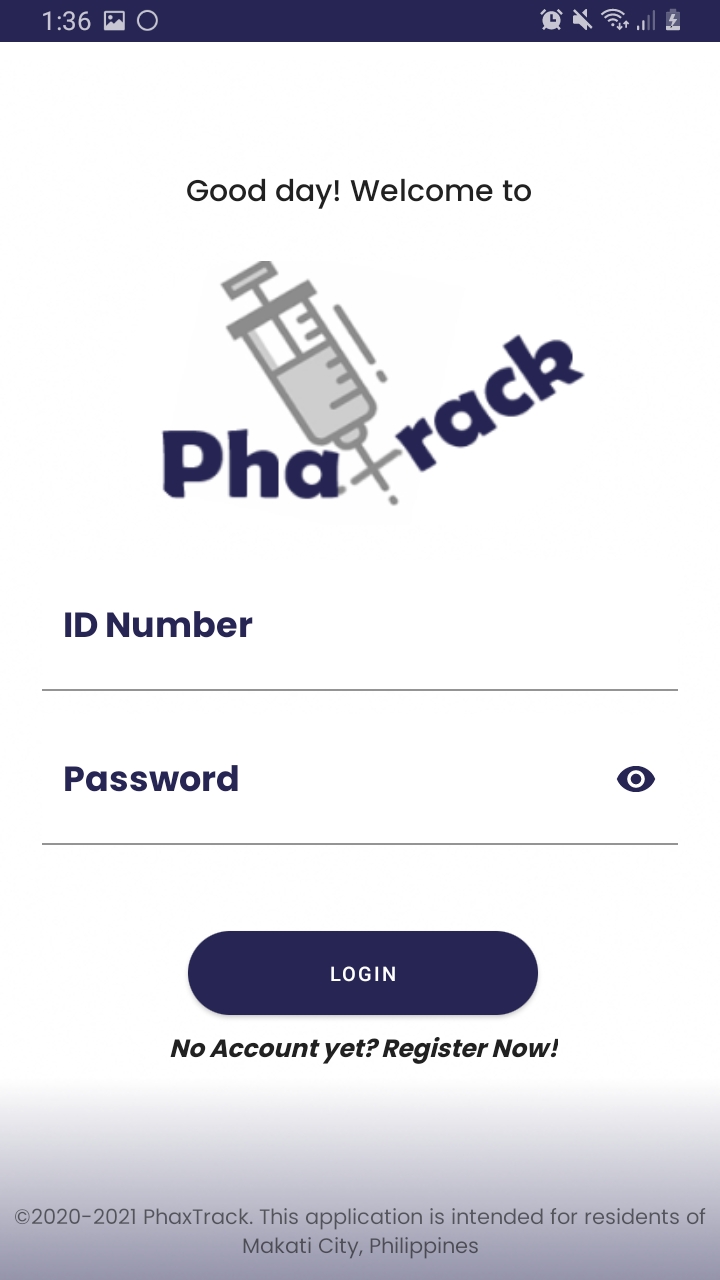 1:36
Good day! Welcome to
Phaxtrack
ID Number
Password
LOGIN
No Account yet? Register Now!
©2020-2021 PhaxTrack. This application is intended for residents of
Makati City, Philippines